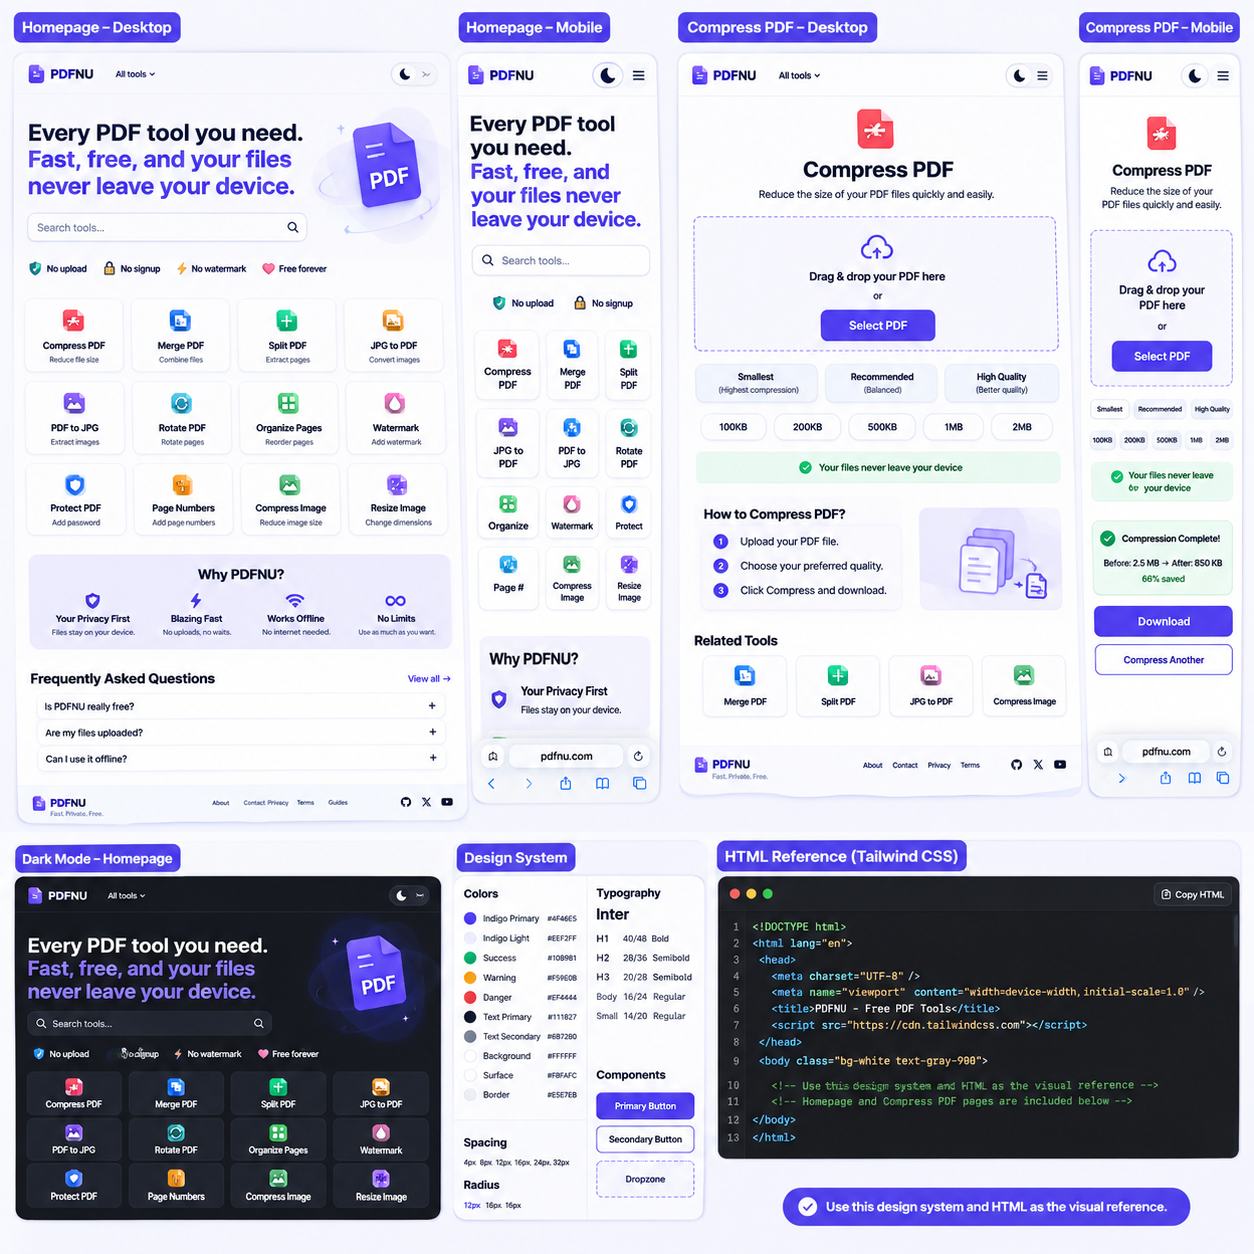 Homepage – Desktop
PDFNU
All tools
Every PDF tool you need.
Fast, free, and your files
never leave your device.
PDF
Search tools...
No upload
No signup
No watermark
Free forever
Compress PDF
Reduce file size
Merge PDF
Combine files
Split PDF
Extract pages
JPG to PDF
Convert images
PDF to JPG
Extract images
Rotate PDF
Rotate pages
Organize Pages
Reorder pages
Watermark
Add watermark
Protect PDF
Add password
Page Numbers
Add page numbers
Compress Image
Reduce image size
Resize Image
Change dimensions
Why PDFNU?
Your Privacy First
Files stay on your device.
Blazing Fast
No uploads, no waits.
Works Offline
No internet needed.
No Limits
Use as much as you want.
Frequently Asked Questions
View all →
Is PDFNU really free?
+
Are my files uploaded?
+
Can I use it offline?
+
PDFNU
Fast, Private, Free.
About
Contact Privacy
Terms
Guides
Homepage – Mobile
PDFNU
Every PDF tool
you need.
Fast, free, and
your files never
leave your device.
Search tools...
No upload
No signup
Compress
PDF
Merge
PDF
Split
PDF
JPG to
PDF
PDF to
JPG
Rotate
PDF
Organize
Watermark
Protect
Page #
Compress
Image
Resize
Image
Why PDFNU?
Your Privacy First
Files stay on your device.
pdfnu.com
Compress PDF – Desktop
PDFNU
All tools
Compress PDF
Reduce the size of your PDF files quickly and easily.
Drag & drop your PDF here
or
Select PDF
Smallest
(Highest compression)
Recommended
(Balanced)
High Quality
(Better quality)
100KB
200KB
500KB
1MB
2MB
Your files never leave your device
How to Compress PDF?
1 Upload your PDF file.
2 Choose your preferred quality.
3 Click Compress and download.
Related Tools
Merge PDF
Split PDF
JPG to PDF
Compress Image
PDFNU
Fast, Private, Free.
About
Contact
Privacy
Terms
Compress PDF – Mobile
PDFNU
Compress PDF
Reduce the size of your
PDF files quickly and easily.
Drag & drop your
PDF here
or
Select PDF
Smallest
Recommended
High Quality
100KB
200KB
500KB
1MB
2MB
Your files never leave
your device
Compression Complete!
Before: 2.5 MB → After: 850 KB
66% saved
Download
Compress Another
pdfnu.com
Dark Mode – Homepage
PDFNU
All tools
Every PDF tool you need.
Fast, free, and your files
never leave your device.
PDF
Search tools...
No upload
No watermark
Free forever
Compress PDF
Merge PDF
Split PDF
JPG to PDF
PDF to JPG
Rotate PDF
Organize Pages
Watermark
Protect PDF
Page Numbers
Compress Image
Resize Image
Design System
Colors
Indigo Primary #4F46E5
Indigo Light #EEF2FF
Success #10B981
Warning #F59E0B
Danger #EF4444
Text Primary #111827
Text Secondary #6B7280
Background #FFFFFF
Surface #FBFAFC
Border #E5E7EB
Spacing
4px 8px, 12px, 16px, 24px, 32px
Radius
12px 16px 16px
Typography
Inter
H1 40/48 Bold
H2 28/36 Semibold
H3 20/28 Semibold
Body 16/24 Regular
Small 14/20 Regular
Components
Primary Button
Secondary Button
Dropzone
HTML Reference (Tailwind CSS)
Copy HTML
1 <!DOCTYPE html>
2 <html lang="en">
3 <head>
4 <meta charset="UTF-8" />
5 <meta name="viewport" content="width=device-width, initial-scale=1.0" />
6 <title>PDFNU - Free PDF Tools</title>
7 <script src="https://cdn.tailwindcss.com"></script>
8 </head>
9 <body class="bg-white text-gray-900">
10 <!-- Use this design system and HTML as the visual reference -->
11 <!-- Homepage and Compress PDF pages are included below -->
12 </body>
13 </html>
Use this design system and HTML as the visual reference.